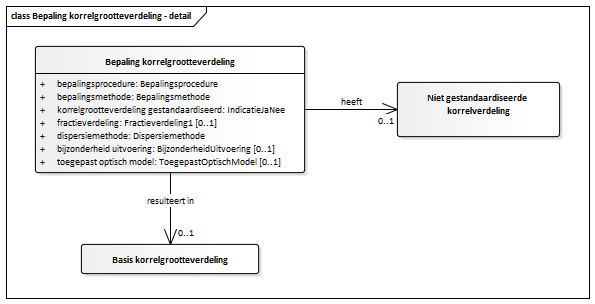 class Bepaling korrelgrootteverdeling - detail
Bepaling korrelgrootteverdeling
+ bepalingsprocedure: Bepalingsprocedure
+ bepalingsmethode: Bepalingsmethode
+ korrelgrootteverdeling gestandaardiseerd: IndicatieJaNee
+ fractieverdeling: Fractieverdeling1 [0..1]
+ dispersiemethode: Dispersiemethode
+ bijzonderheid uitvoering: BijzonderheidUitvoering [0..1]
+ toegepast optisch model: ToegepastOptischModel [0..1]
heeft
0..1
Niet gestandaardiseerde
korrelverdeling
resulteert in
0..1
Basis korrelgrootteverdeling